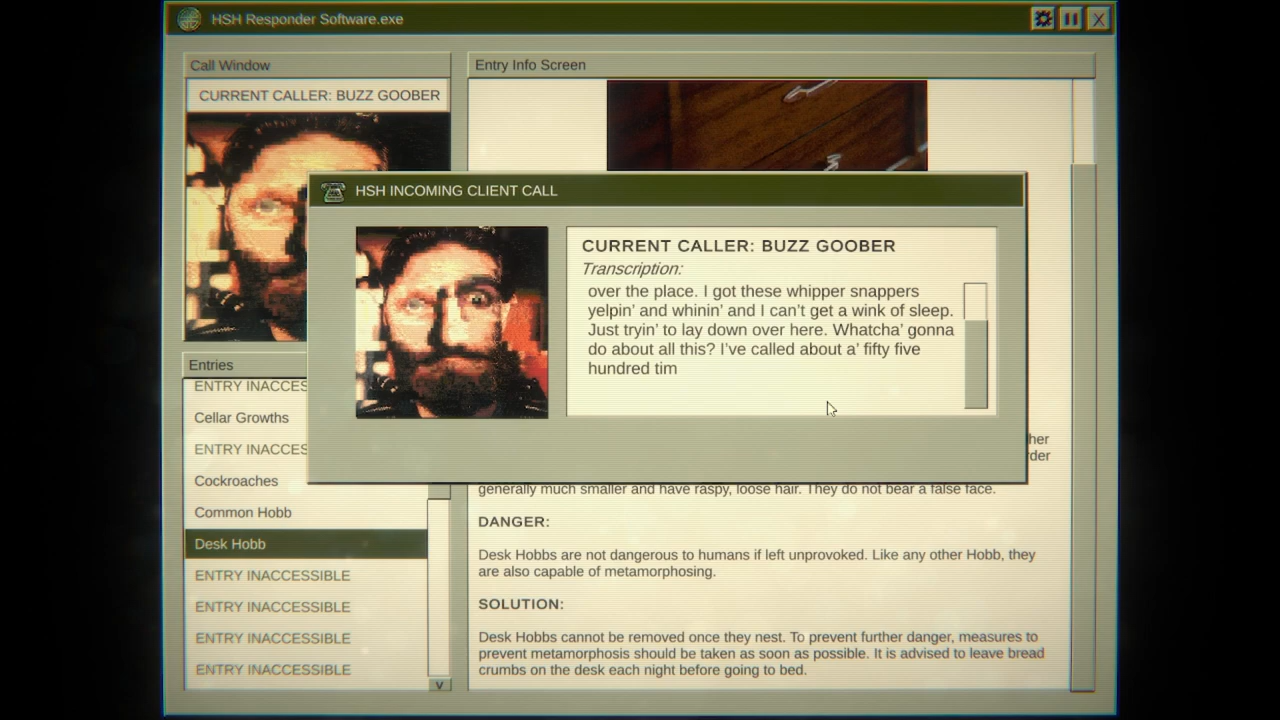 HSH Responder Software.exe
Call Window
CURRENT CALLER: BUZZ GOOBER
Entry Info Screen
HSH INCOMING CLIENT CALL
CURRENT CALLER: BUZZ GOOBER
Transcription:
over the place. I got these whipper snappers
yelpin’ and whinin’ and I can’t get a wink of sleep.
Just tryin’ to lay down over here. Whatcha’ gonna
do about all this? I’ve called about a’ fifty five
hundred tim
Entries
ENTRY INACCESS
Cellar Growths
ENTRY INACCES
Cockroaches
Common Hobb
Desk Hobb
ENTRY INACCESSIBLE
ENTRY INACCESSIBLE
ENTRY INACCESSIBLE
ENTRY INACCESSIBLE
her
rder
generally much smaller and have raspy, loose hair. They do not bear a false face.
DANGER:
Desk Hobbs are not dangerous to humans if left unprovoked. Like any other Hobb, they
are also capable of metamorphosing.
SOLUTION:
Desk Hobbs cannot be removed once they nest. To prevent further danger, measures to
prevent metamorphosis should be taken as soon as possible. It is advised to leave bread
crumbs on the desk each night before going to bed.